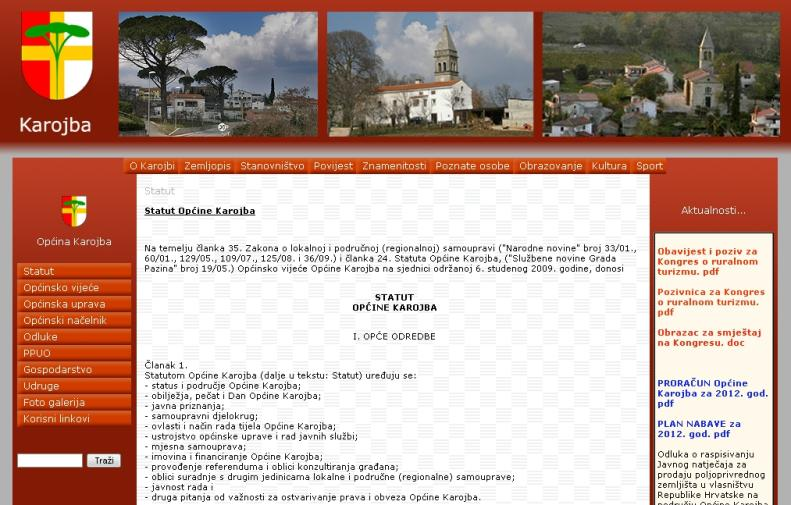 Karojba
O Karojbi Zemljopis Stanovništvo Povijest Znamenitosti Poznate osobe Obrazovanje Kultura Sport
Općina Karojba
Statut
Općinsko vijeće
Općinska uprava
Općinski načelnik
Odluke
PPUO
Gospodarstvo
Udruge
Foto galerija
Korisni linkovi
Traži
Statut
Statut Općine Karojba
Na temelju članka 35. Zakona o lokalnoj i područnoj (regionalnoj) samoupravi ("Narodne novine" broj 33/01.,
60/01., 129/05., 109/07., 125/08. i 36/09.) i članka 24. Statuta Općine Karojba, ("Službene novine Grada
Pazina" broj 19/05.) Općinsko vijeće Općine Karojba na sjednici održanoj 6. studenog 2009. godine, donosi
STATUT
OPĆINE KAROJBA
I. OPĆE ODREDBE
Članak 1.
Statutom Općine Karojba (dalje u tekstu: Statut) uređuju se:
- status i područje Općine Karojba;
- obilježja, pečat i Dan Općine Karojba;
- javna priznanja;
- samoupravni djelokrug;
- ovlasti i način rada tijela Općine Karojba;
- ustrojstvo općinske uprave i rad javnih službi;
- mjesna samouprava;
- imovina i financiranje Općine Karojba;
- provođenje referenduma i oblici konzultiranja građana;
- oblici suradnje s drugim jedinicama lokalne i područne (regionalne) samouprave;
- javnost rada i
- druga pitanja od važnosti za ostvarivanje prava i obveza Općine Karojba.
Aktualnosti...
Obavijest i poziv za
Kongres o ruralnom
turizmu. pdf
Pozivnica za Kongres
o ruralnom turizmu.
pdf
Obrazac za smještaj
na Kongresu. doc
PRORAČUN Općine
Karojba za 2012. god.
pdf
PLAN NABAVE za
2012. god. pdf
Odluka o raspisivanju
Javnog natječaja za
prodaju poljoprivrednog
zemljišta u vlasništvu
Republike Hrvatske na
području Općine Karojba